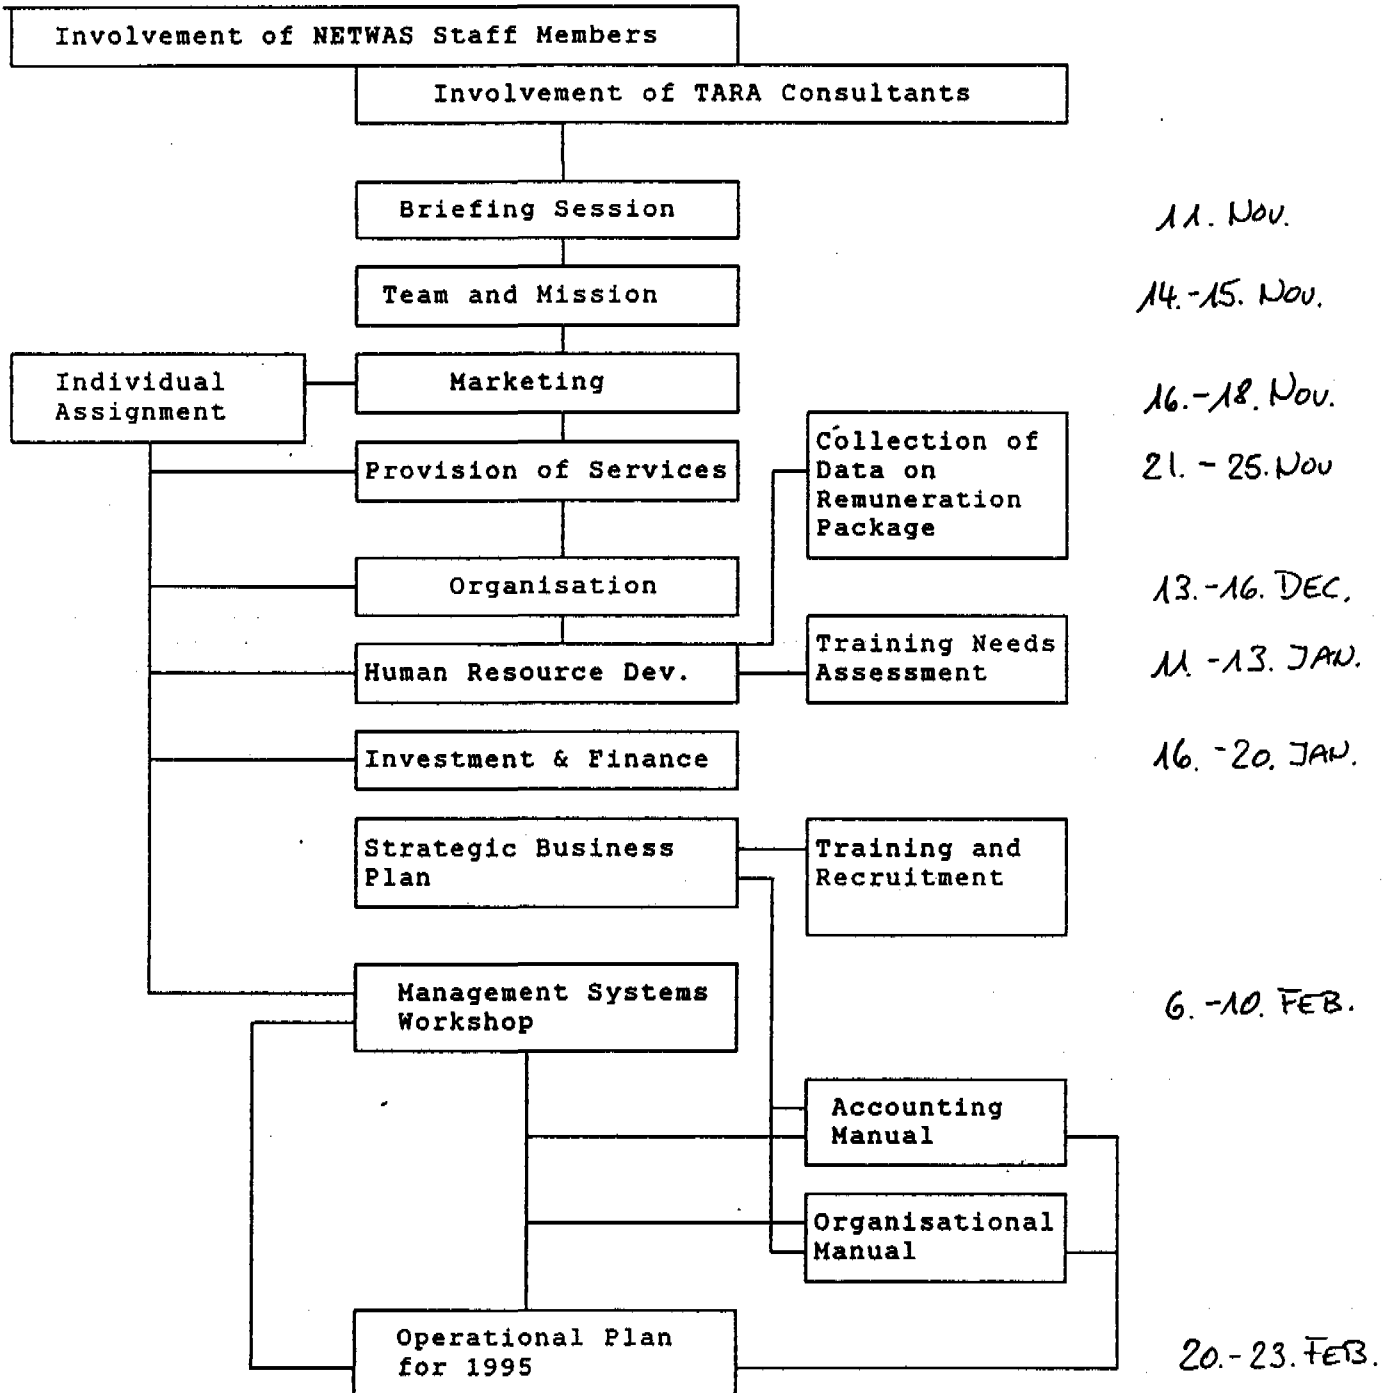 Involvement of NETWAS Staff Members
Involvement of TARA Consultants
Briefing Session
11. Nov.
Team and Mission
14.-15. Nov.
Individual
Assignment
Marketing
16.-18. Nov.
Provision of Services
Collection of
Data on
Remuneration
Package
21. - 25. Nov
Organisation
13.-16. DEC.
Human Resource Dev.
Training Needs
Assessment
11 -13. JAN.
Investment & Finance
16. -20. JAN.
Strategic Business
Plan
Training and
Recruitment
Management Systems
Workshop
6. -10. FEB.
Accounting
Manual
Organisational
Manual
Operational Plan
for 1995
20.- 23. FEB.